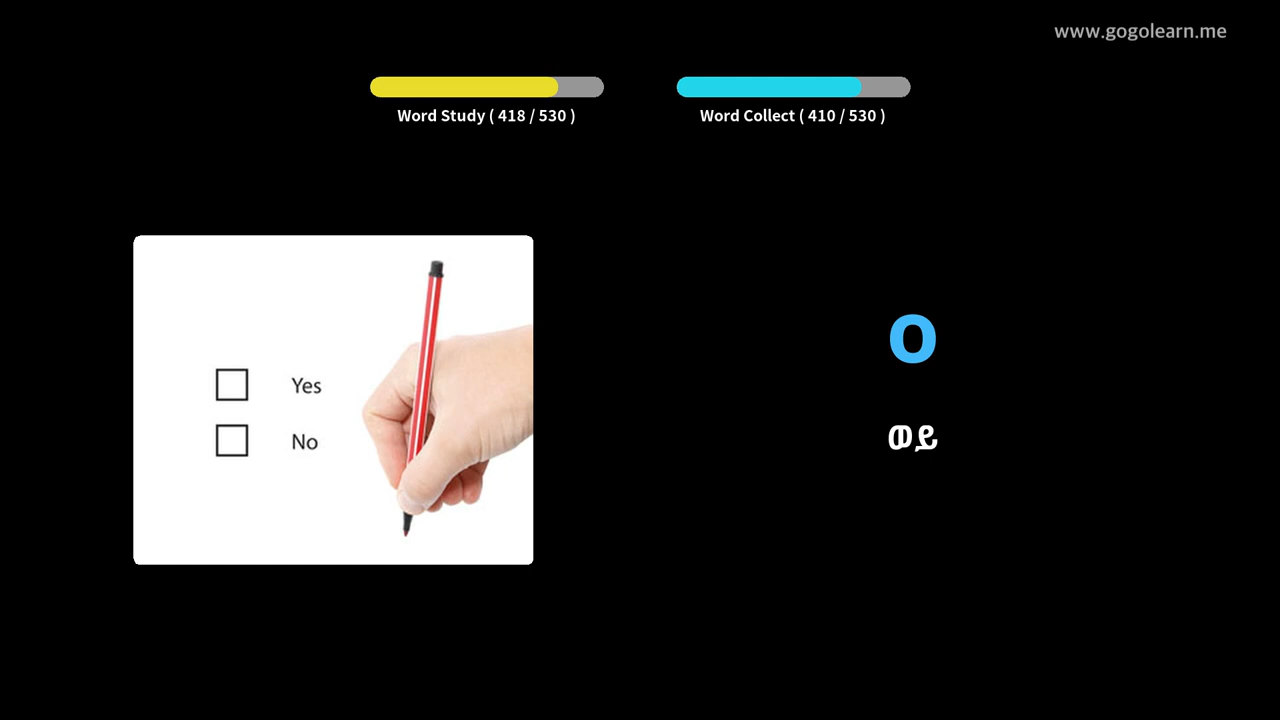 www.gogolearn.me
Word Study ( 418 / 530 )
Word Collect ( 410 / 530 )
Yes
No
o
ወይ